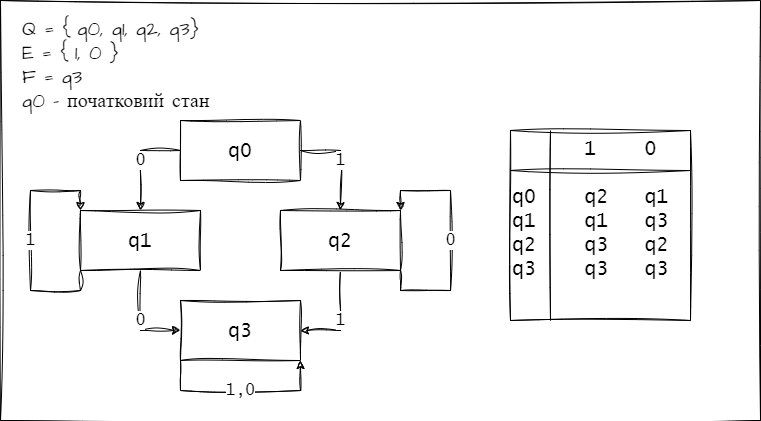 Q = { q0, q1, q2, q3}
E = { 1, 0 }
F = q3
q0 - початковий стан
q0
0
1
q1
q2
1
0
0
1
q3
1,0
1 0
q0 q2 q1
q1 q1 q3
q2 q3 q2
q3 q3 q3